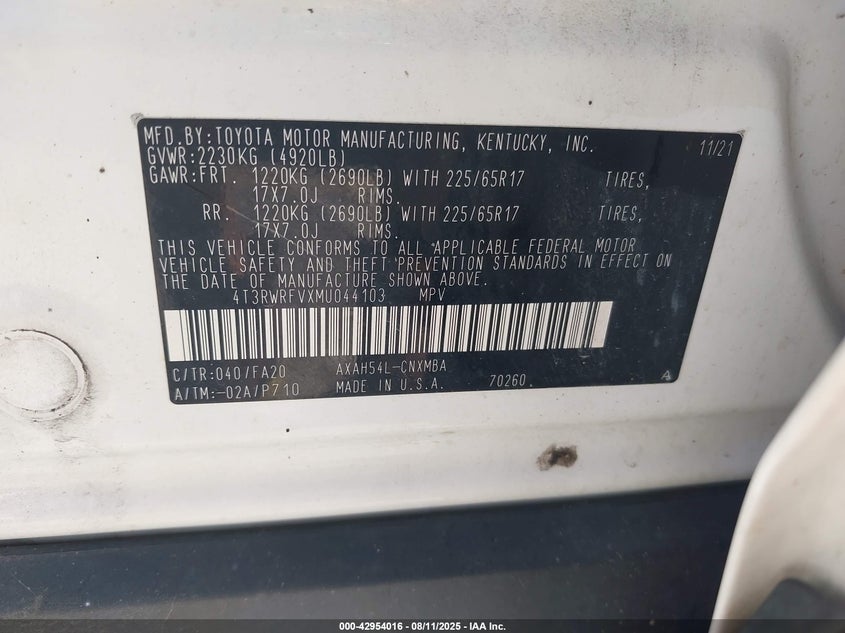 MFD.BY:TOYOTA MOTOR MANUFACTURING, KENTUCKY, INC. 11/21
GVWR:2230KG (4920LB)
GAWR:FRT. 1220KG (2690LB) WITH 225/65R17 TIRES,
17X7.0J RIMS.
RR. 1220KG (2690LB) WITH 225/65R17 TIRES,
17X7.0J RIMS.
THIS VEHICLE CONFORMS TO ALL APPLICABLE FEDERAL MOTOR
VEHICLE SAFETY AND THEFT PREVENTION STANDARDS IN EFFECT ON
THE DATE OF MANUFACTURE SHOWN ABOVE.
4T3RWRFVXMU044103 MPV
C/TR:040/FA20 AXAH54L-CNXMBA
A/TM:-02A/P710 MADE IN U.S.A. 70260.
A
000-42954016 - 08/11/2025 - IAA Inc.